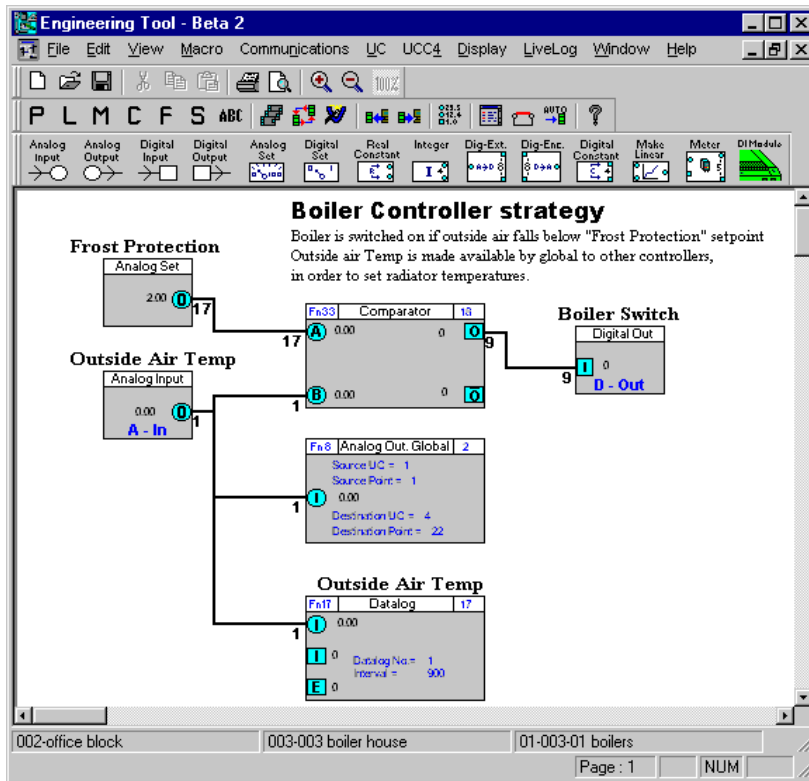 Engineering Tool - Beta 2
File Edit View Macro Communications UC UCC4 Display LiveLog Window Help
100%
P L M C F S ABC AUTO ?
Analog Input Analog Output Digital Input Digital Output Analog Set Digital Set Real Constant Integer Dig-Ext. Dig-Enc. Digital Constant Make Linear Meter DI Module
Boiler Controller strategy
Boiler is switched on if outside air falls below "Frost Protection" setpoint
Outside air Temp is made available by global to other controllers,
in order to set radiator temperatures.
Frost Protection
Analog Set
2.00 O
17
Fn33 Comparator 13
17 A 0.00 0 O
9
1 B 0.00 0 O
Boiler Switch
Digital Out
I 0
9 D - Out
Outside Air Temp
Analog Input
0.00 O
1
A - In
Fn8 Analog Out. Global 2
Source UC = 1
Source Point = 1
1 I 0.00
Destination UC = 4
Destination Point = 22
Outside Air Temp
Fn17 Datalog 17
1 I 0.00
I 0 Datalog No.= 1
Interval = 900
E 0
002-office block 003-003 boiler house 01-003-01 boilers
Page : 1 NUM